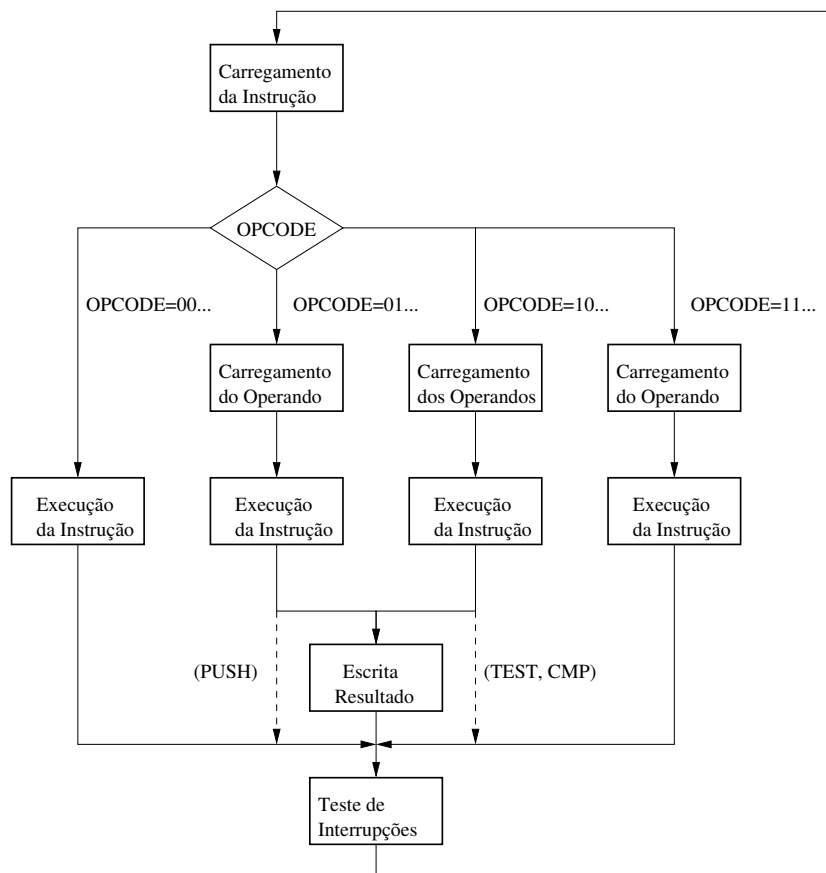 Carregamento
da Instrução
OPCODE
OPCODE=00...
OPCODE=01...
OPCODE=10...
OPCODE=11...
Carregamento
do Operando
Carregamento
dos Operandos
Carregamento
do Operando
Execução
da Instrução
Execução
da Instrução
Execução
da Instrução
Execução
da Instrução
(PUSH)
Escrita
Resultado
(TEST, CMP)
Teste de
Interrupções